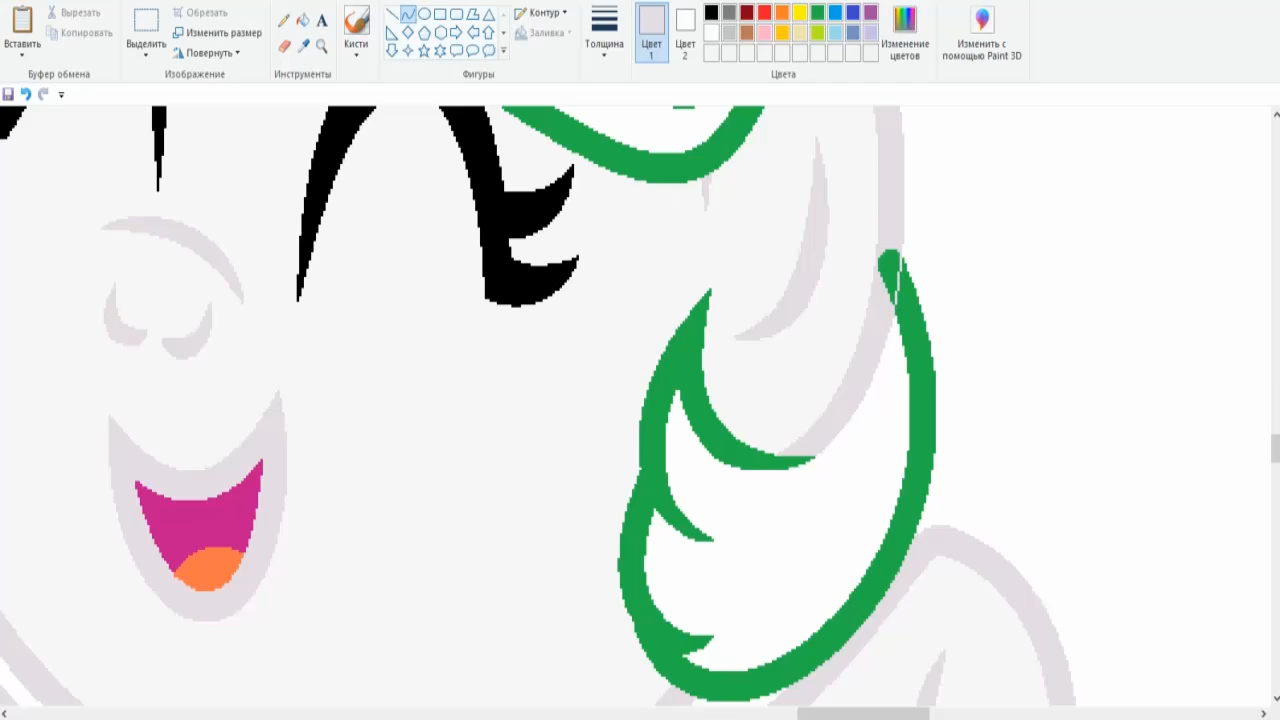 Вставить
Вырезать
Копировать
Буфер обмена
Выделить
Обрезать
Изменить размер
Повернуть
Изображение
A
Инструменты
Кисти
Контур
Заливка
Фигуры
Толщина
Цвет
1
Цвет
2
Цвета
Изменение
цветов
Изменить с
помощью Paint 3D